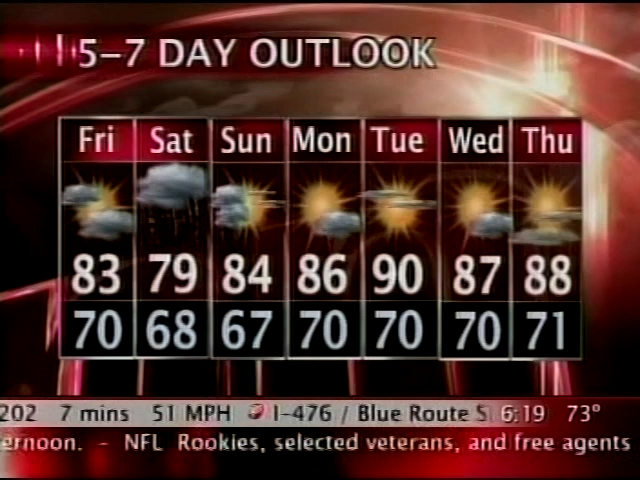 5-7 DAY OUTLOOK
Fri Sat Sun Mon Tue Wed Thu
83 79 84 86 90 87 88
70 68 67 70 70 70 71
202 7 mins 51 MPH I-476 / Blue Route S 6:19 73°
ernoon. - NFL Rookies, selected veterans, and free agents